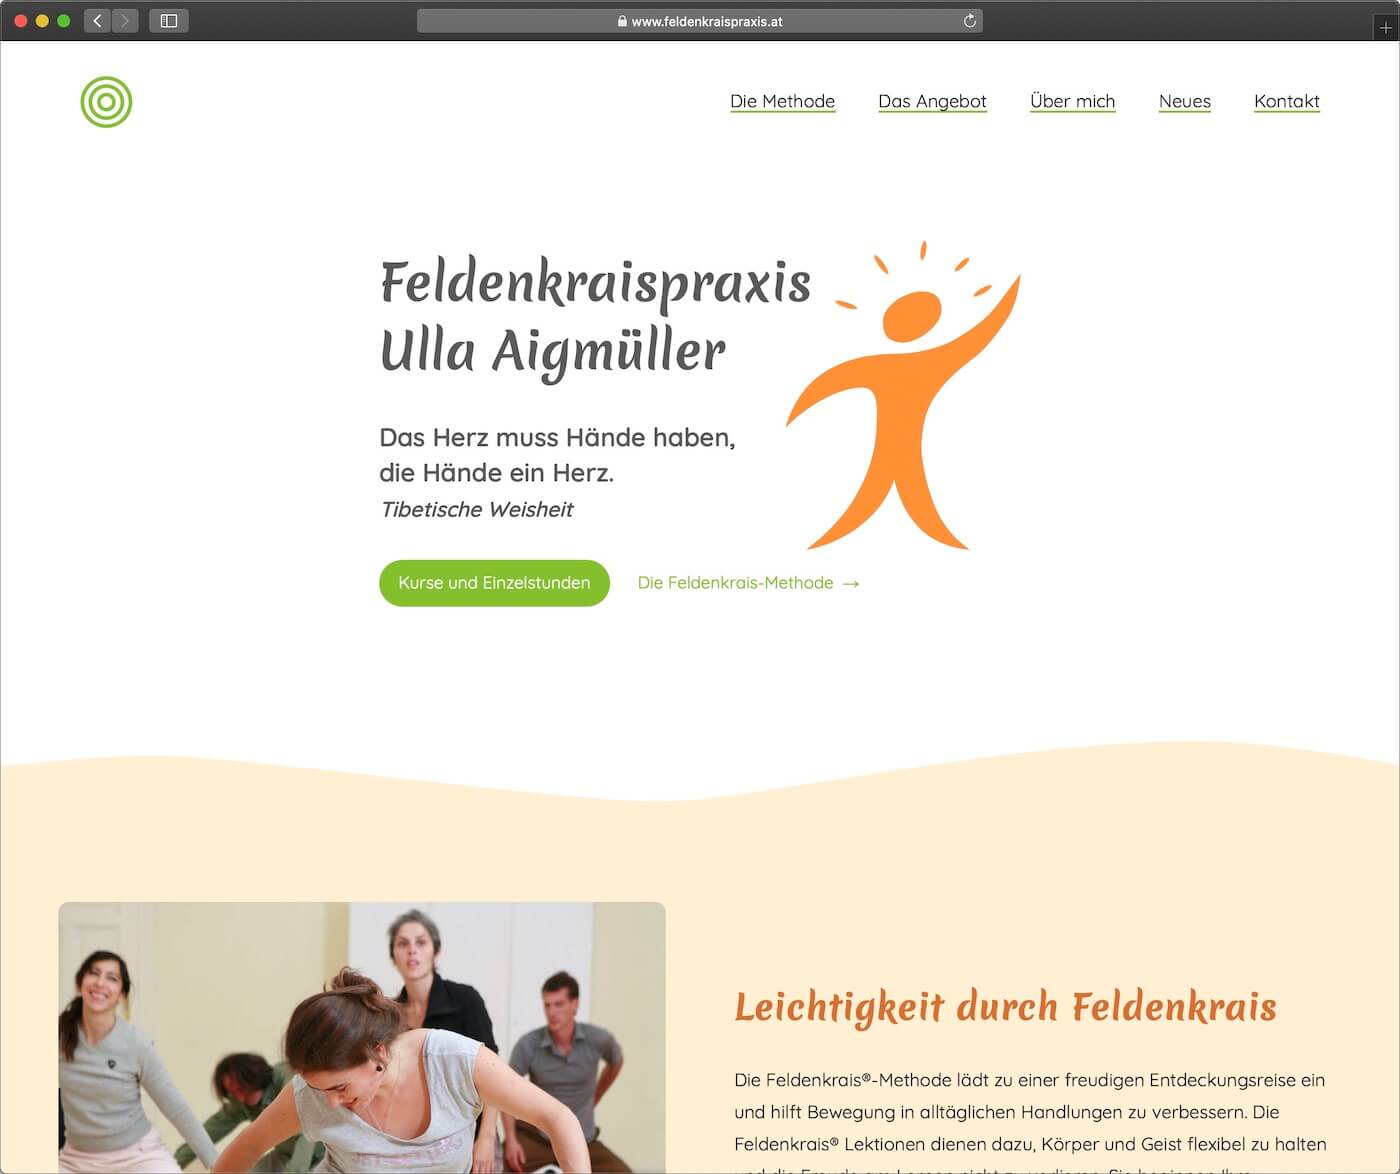 www.feldenkraispraxis.at
Die Methode
Das Angebot
Über mich
Neues
Kontakt
Feldenkraispraxis
Ulla Aigmüller
Das Herz muss Hände haben,
die Hände ein Herz.
Tibetische Weisheit
Kurse und Einzelstunden
Die Feldenkrais-Methode →
Leichtigkeit durch Feldenkrais
Die Feldenkrais®-Methode lädt zu einer freudigen Entdeckungsreise ein
und hilft Bewegung in alltäglichen Handlungen zu verbessern. Die
Feldenkrais® Lektionen dienen dazu, Körper und Geist flexibel zu halten